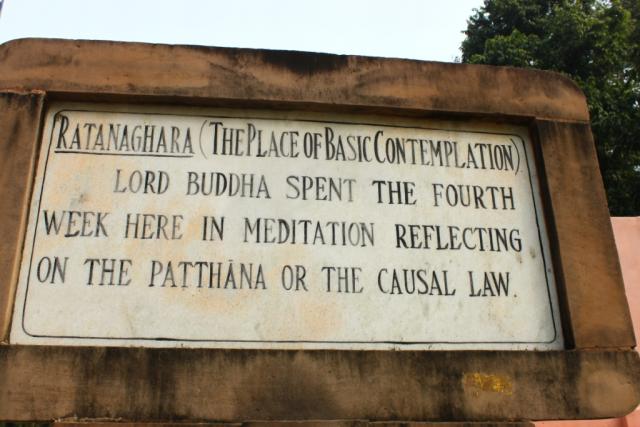 RATANAGHARA (THE PLACE OF BASIC CONTEMPLATION)
LORD BUDDHA SPENT THE FOURTH
WEEK HERE IN MEDITATION REFLECTING
ON THE PAṬṬHĀNA OR THE CAUSAL LAW.